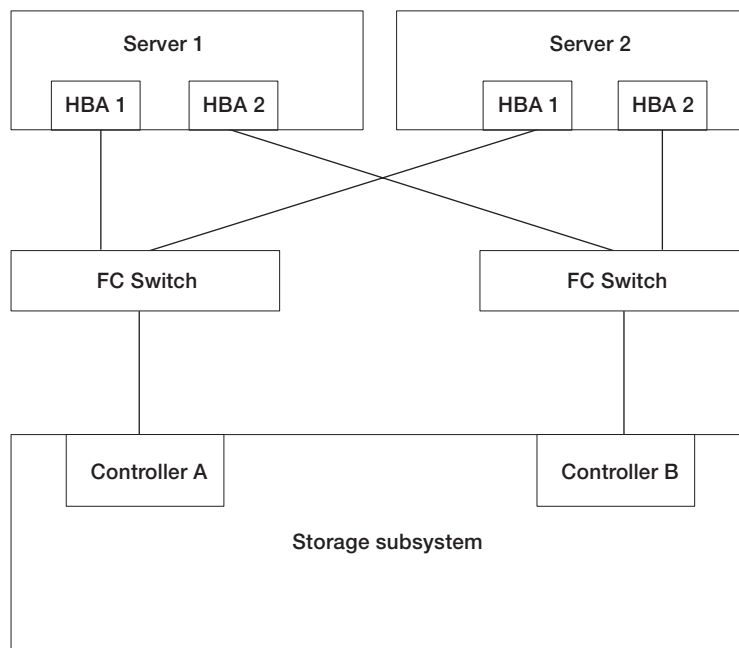 Server 1
Server 2
HBA 1
HBA 2
HBA 1
HBA 2
FC Switch
FC Switch
Controller A
Controller B
Storage subsystem